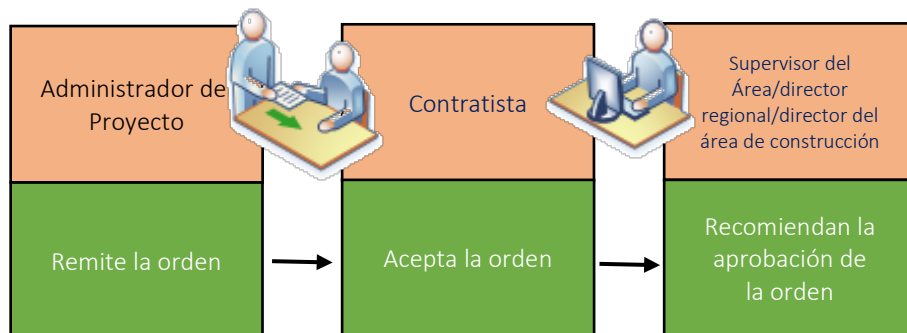 Administrador de
Proyecto
Contratista
Supervisor del
Área/director
regional/director del
área de construcción
Remite la orden
Acepta la orden
Recomiendan la
aprobación de
la orden